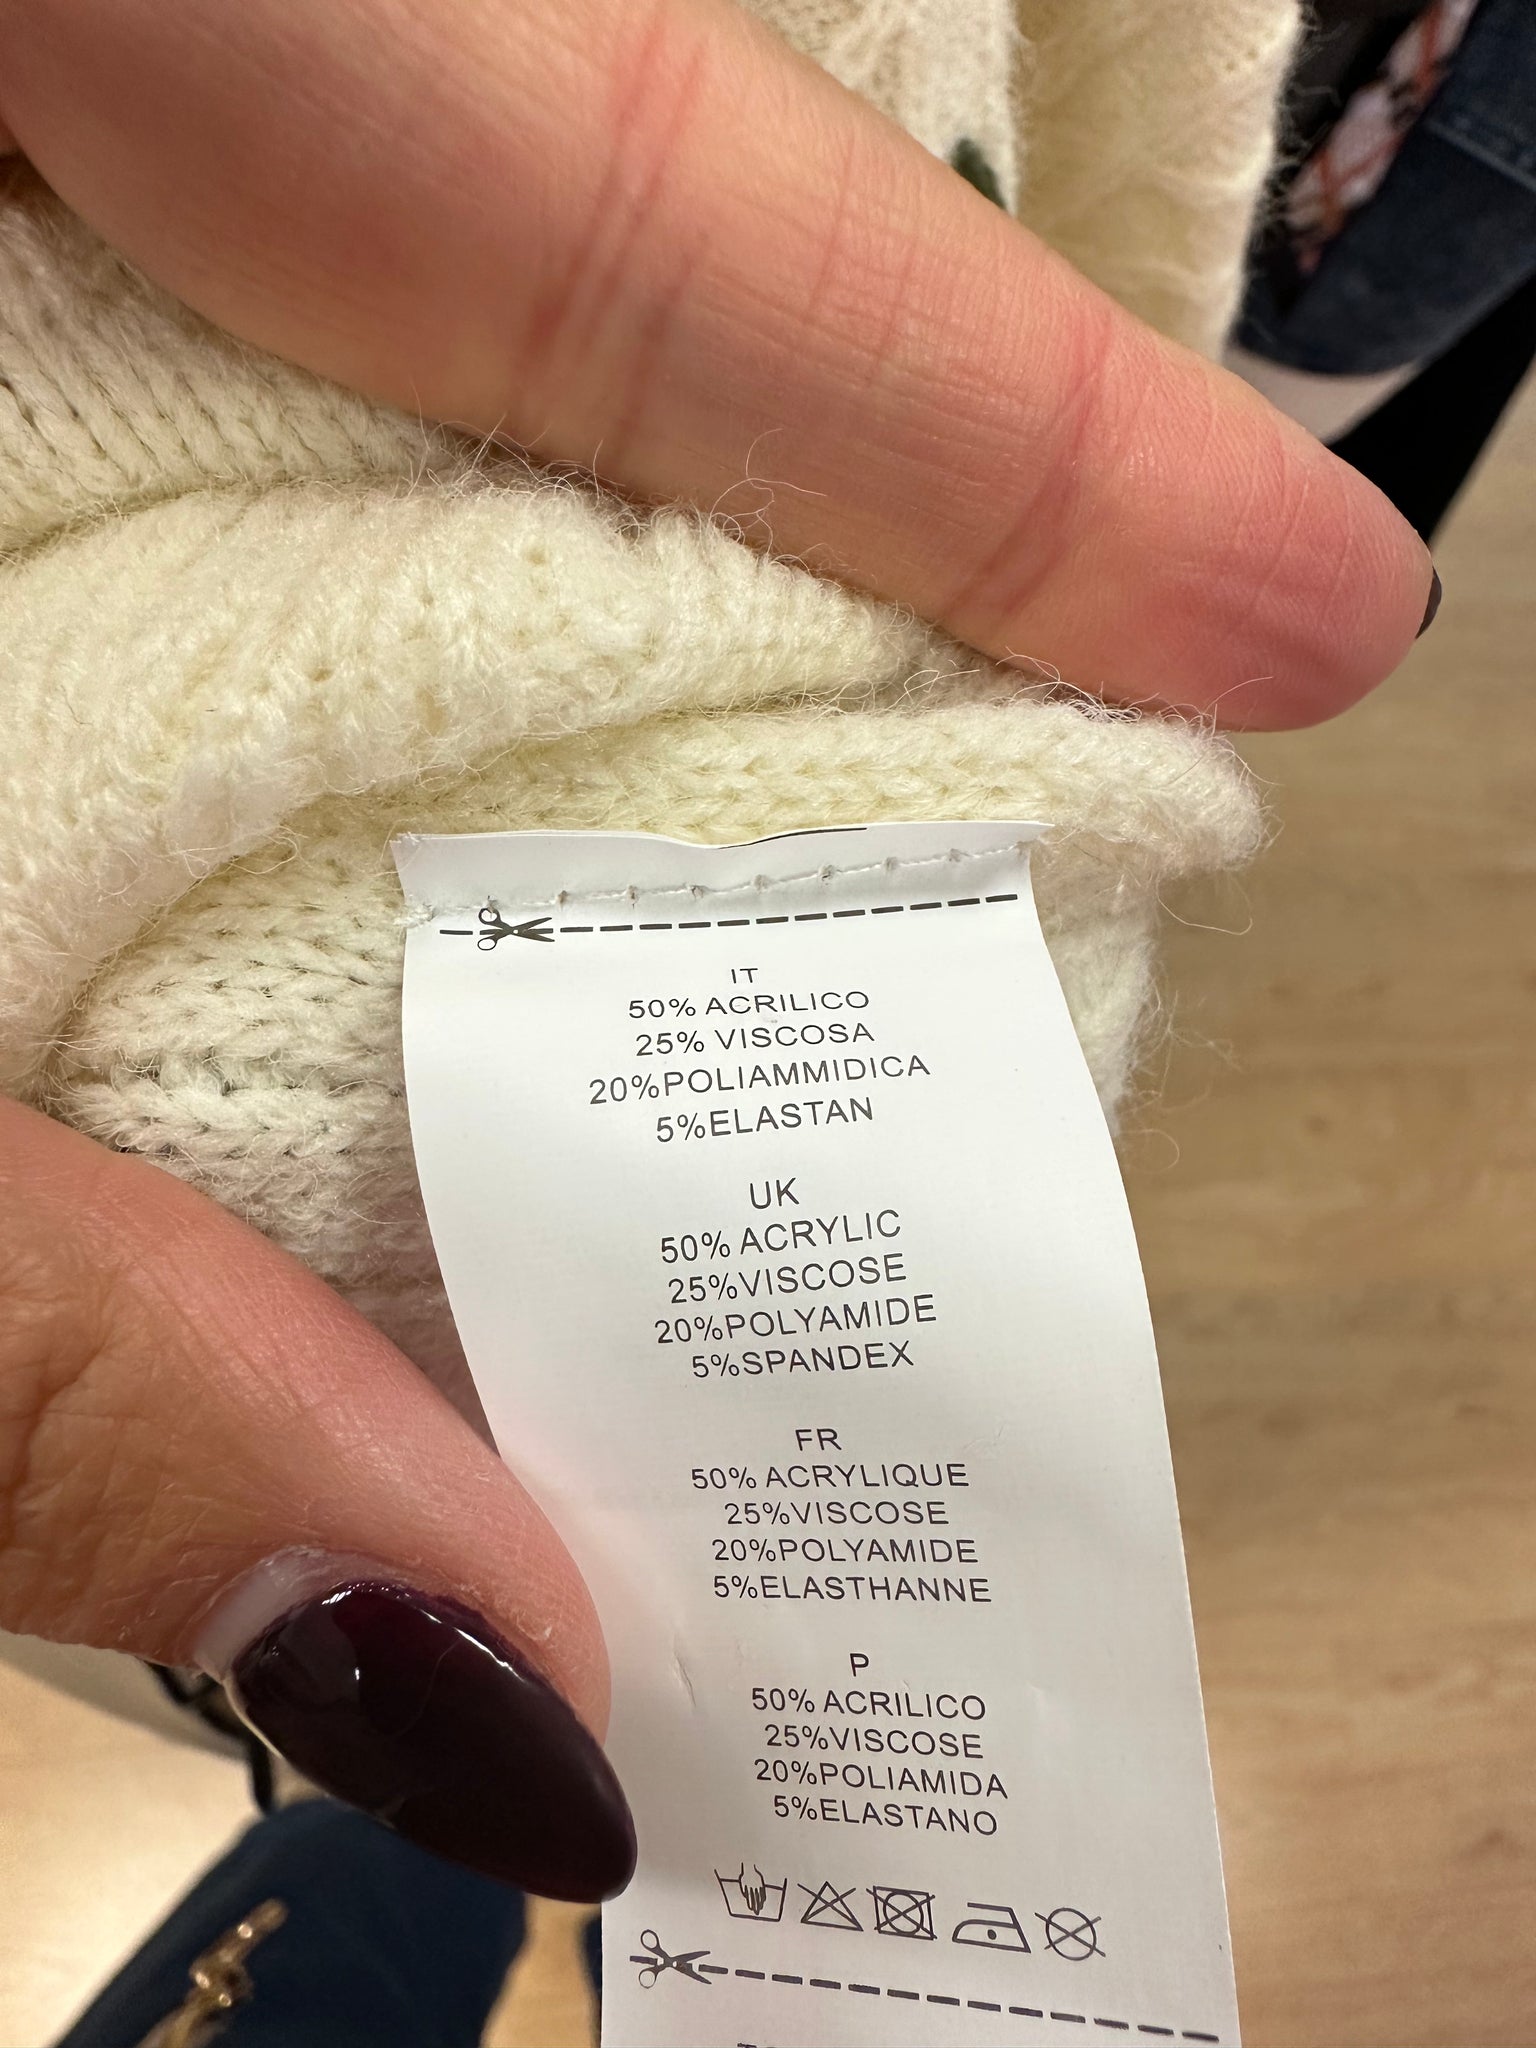 IT
50% ACRILICO
25% VISCOSA
20%POLIAMMIDICA
5%ELASTAN
UK
50% ACRYLIC
25%VISCOSE
20%POLYAMIDE
5%SPANDEX
FR
50% ACRYLIQUE
25%VISCOSE
20%POLYAMIDE
5%ELASTHANNE
P
50% ACRILICO
25%VISCOSE
20%POLIAMIDA
5%ELASTANO